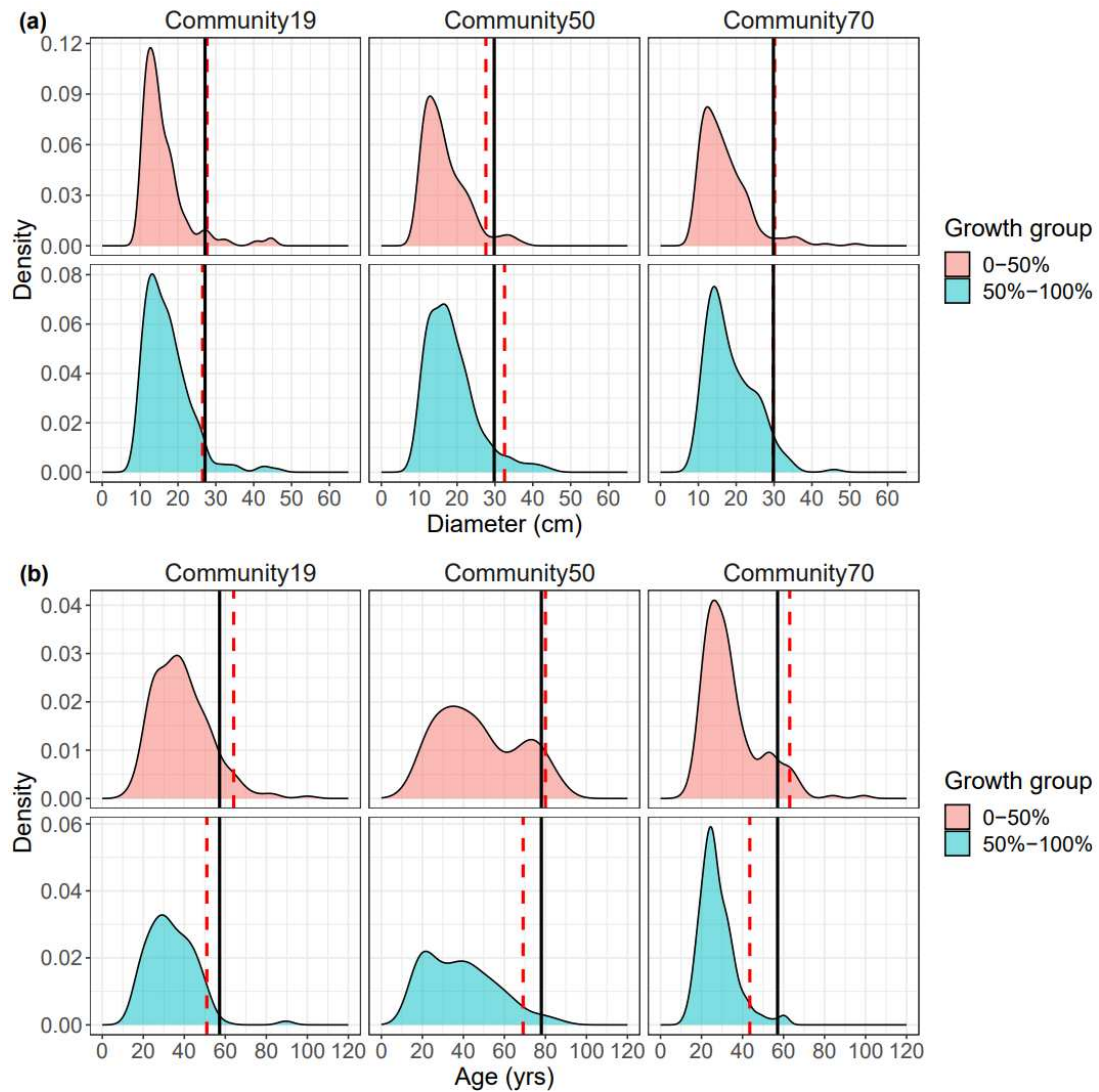 (a)
Community19 Community50 Community70
0.12
0.09
0.06
0.03
0.00
0.08
0.06
0.04
0.02
0.00
Density
0 10 20 30 40 50 60 0 10 20 30 40 50 60 0 10 20 30 40 50 60
Diameter (cm)
Growth group
0−50%
50%−100%
(b)
Community19 Community50 Community70
0.04
0.03
0.02
0.01
0.00
0.06
0.04
0.02
0.00
Density
0 20 40 60 80 100 120 0 20 40 60 80 100 120 0 20 40 60 80 100 120
Age (yrs)
Growth group
0−50%
50%−100%